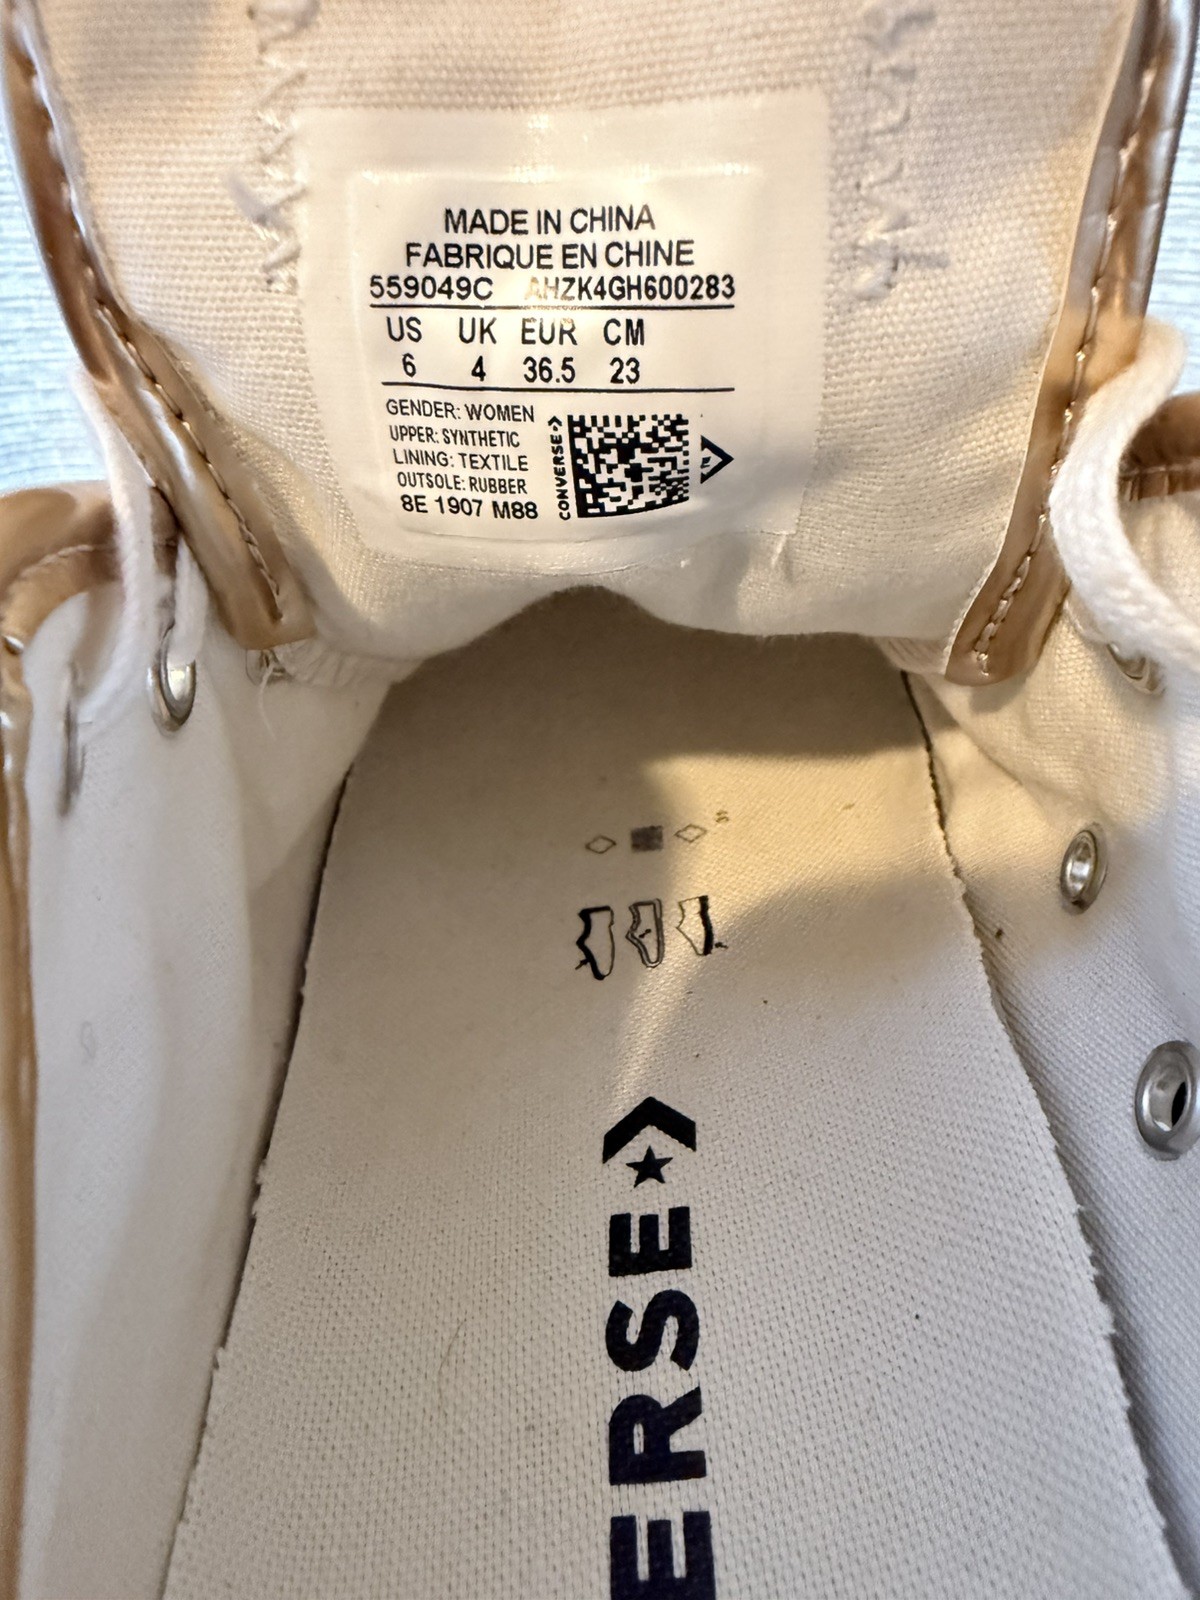 MADE IN CHINA
FABRIQUE EN CHINE
559049C AHZK4GH600283
US UK EUR CM
6 4 36.5 23
GENDER: WOMEN
UPPER: SYNTHETIC
LINING: TEXTILE
OUTSOLE: RUBBER
8E 1907 M88
CONVERSE
ERSE